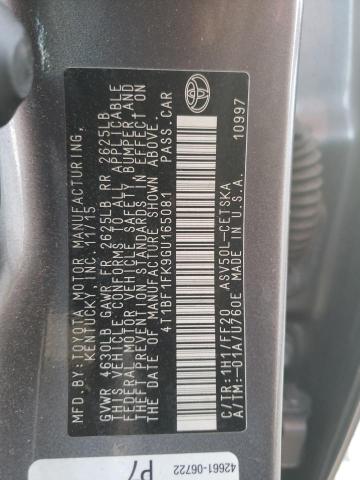 MFD. BY: TOYOTA MOTOR MANUFACTURING,
KENTUCKY, INC. 11/15
GVWR 4630LB GAWR FR 2625LB RR 2625LB
THIS VEHICLE CONFORMS TO ALL APPLICABLE
FEDERAL MOTOR VEHICLE SAFETY, BUMPER, AND
THEFT PREVENTION STANDARDS IN EFFECT ON
THE DATE OF MANUFACTURE SHOWN ABOVE.
4T1BF1FK9GU165081 PASS. CAR
C/TR: 1H1/FF20 ASV50L-CETSKA
A/TM: -01A/U760E MADE IN U.S.A. 10997
42661-06722
P7